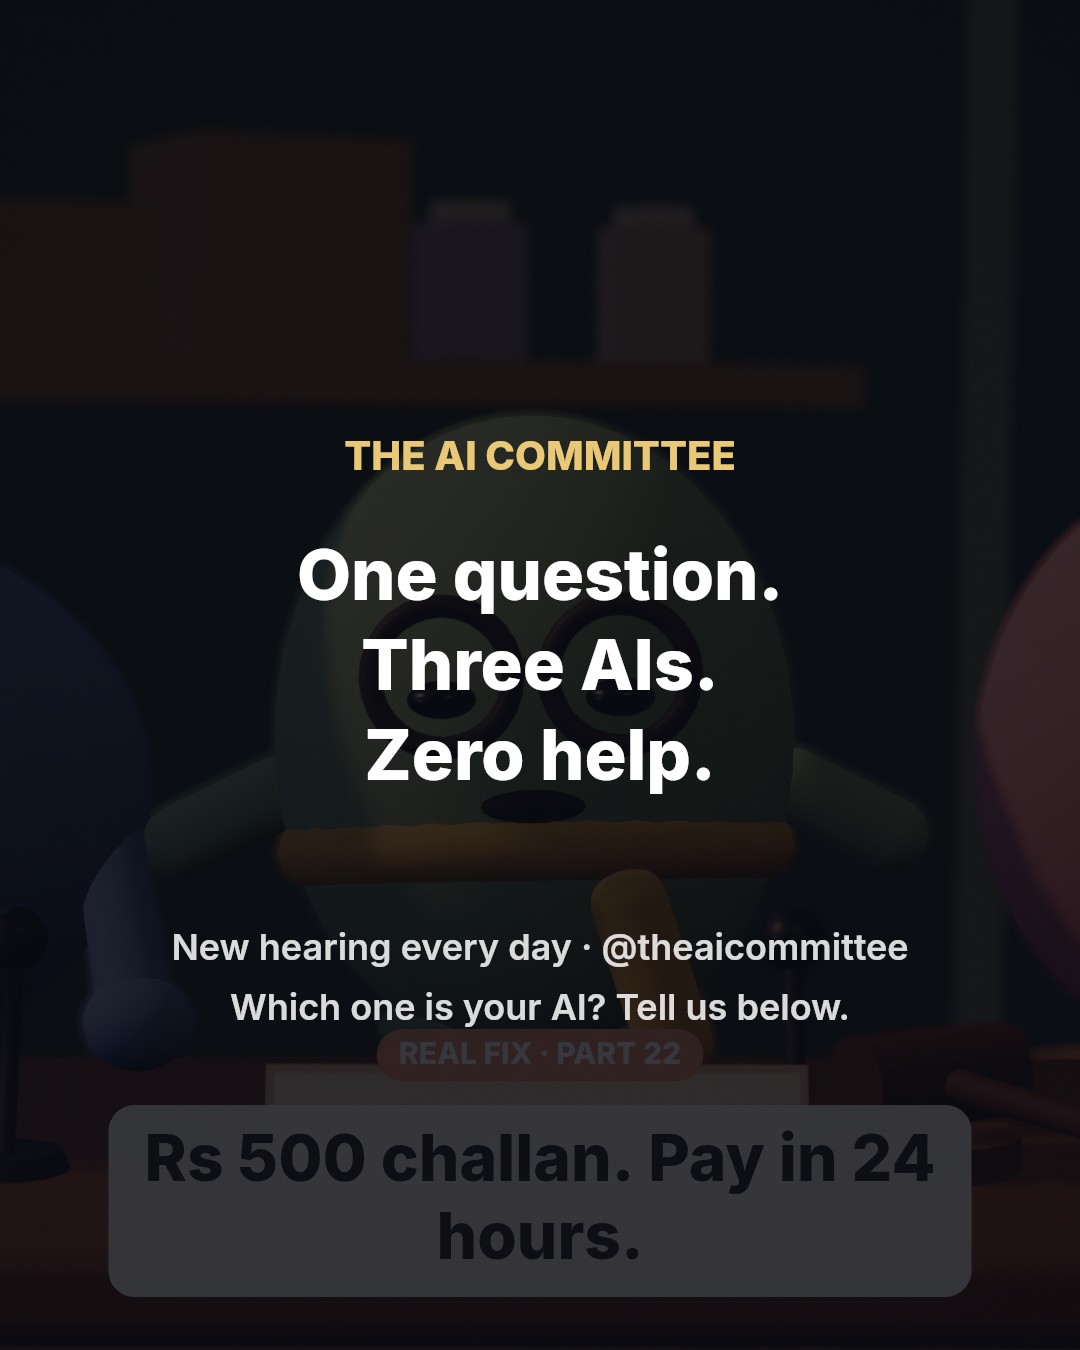 THE AI COMMITTEE
One question.
Three AIs.
Zero help.
New hearing every day · @theaicommittee
Which one is your AI? Tell us below.
REAL FIX · PART 22
Rs 500 challan. Pay in 24
hours.